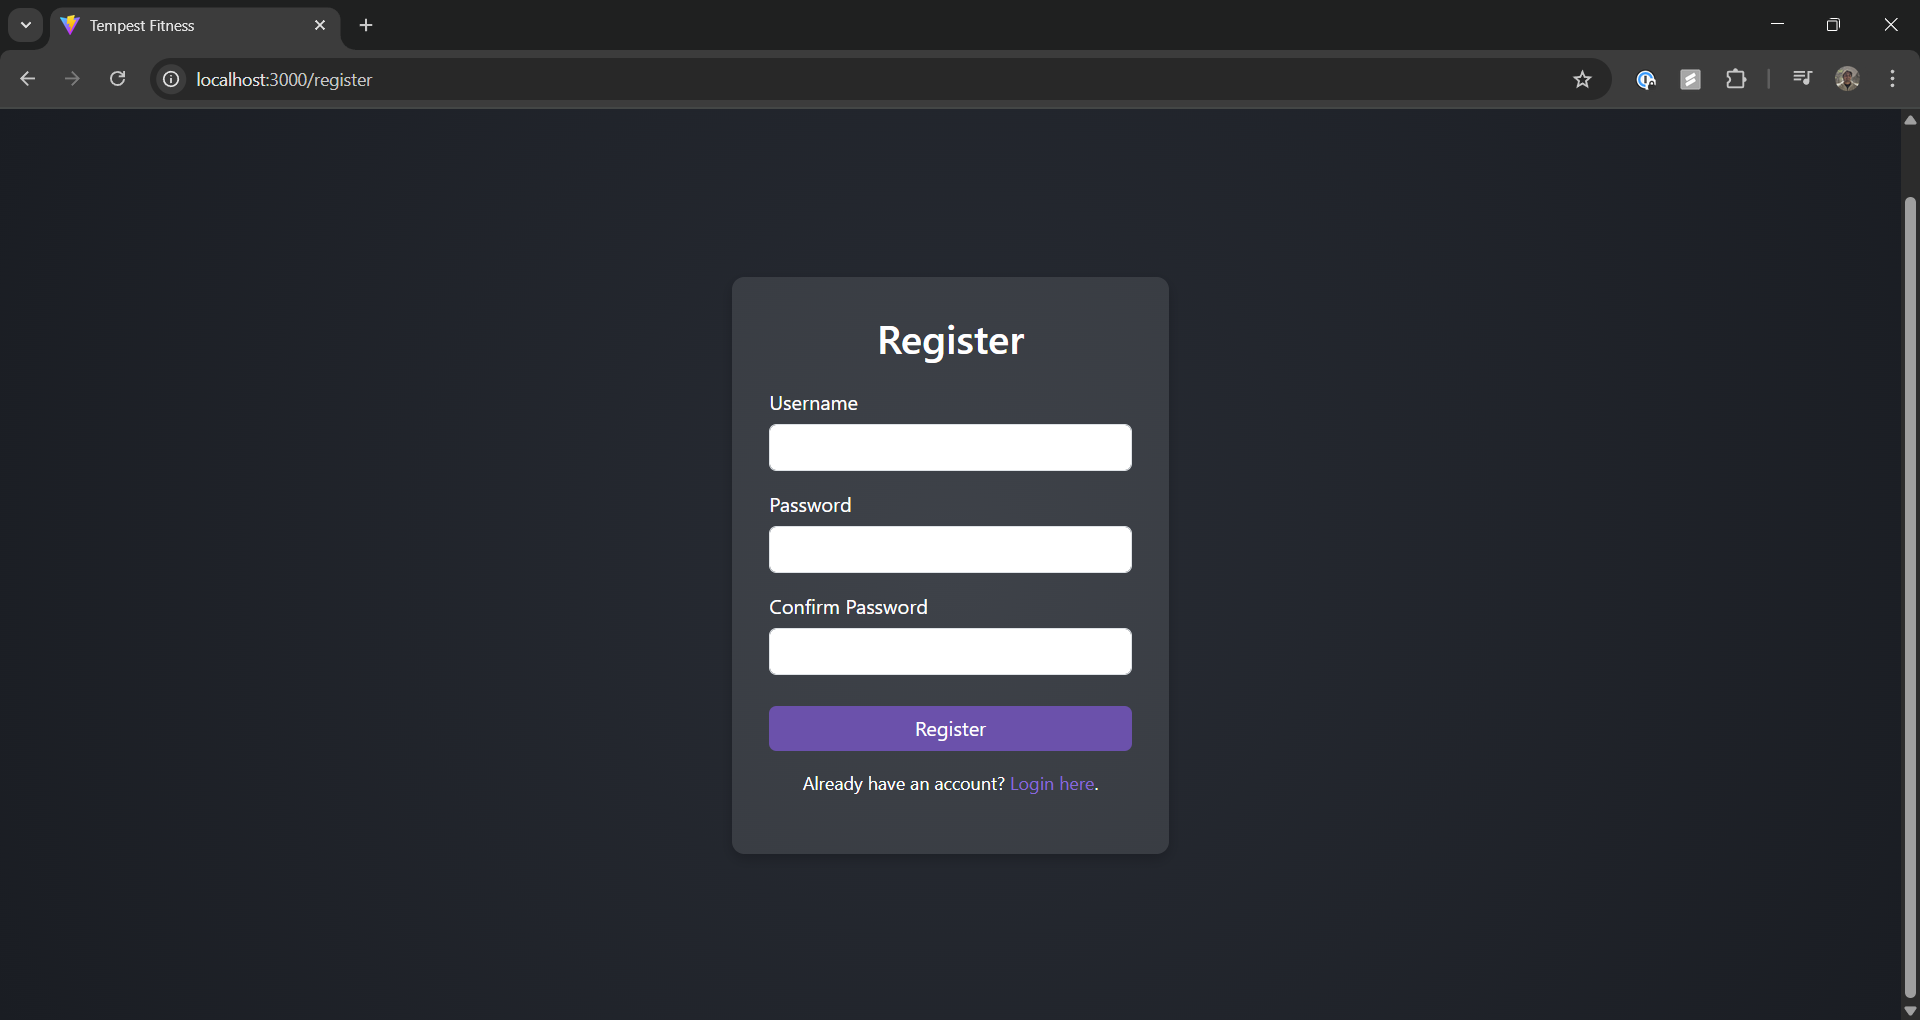 Tempest Fitness
localhost:3000/register
Register
Username
Password
Confirm Password
Register
Already have an account? Login here.